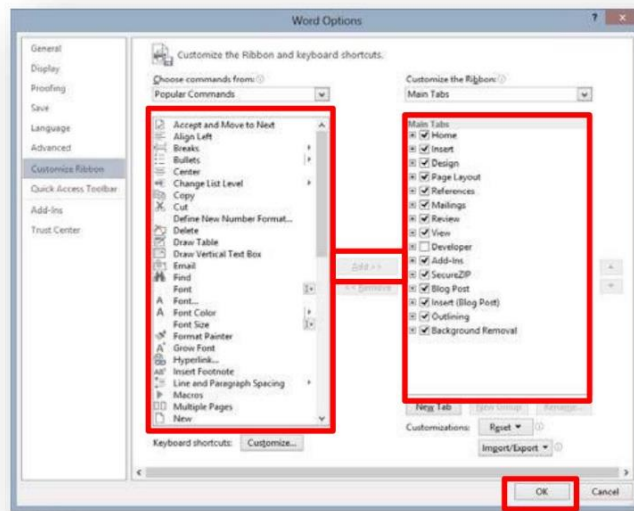 Word Options
? x
General
Display
Proofing
Save
Language
Advanced
Customize Ribbon
Quick Access Toolbar
Add-Ins
Trust Center
Customize the Ribbon and keyboard shortcuts.
Choose commands from:
Popular Commands
Accept and Move to Next
Align Left
Breaks
Bullets
Center
Change List Level
Copy
Cut
Define New Number Format...
Delete
Draw Table
Draw Vertical Text Box
Email
Find
Font
Font...
Font Color
Font Size
Format Painter
Grow Font
Hyperlink...
Insert Footnote
Line and Paragraph Spacing
Macros
Multiple Pages
New
Keyboard shortcuts: Customize...
Add >>
<< Remove
Customize the Ribbon:
Main Tabs
Main Tabs
Home
Insert
Design
Page Layout
References
Mailings
Review
View
Developer
Add-Ins
SecureZIP
Blog Post
Insert (Blog Post)
Outlining
Background Removal
New Tab New Group Rename...
Customizations: Reset
Import/Export
OK Cancel